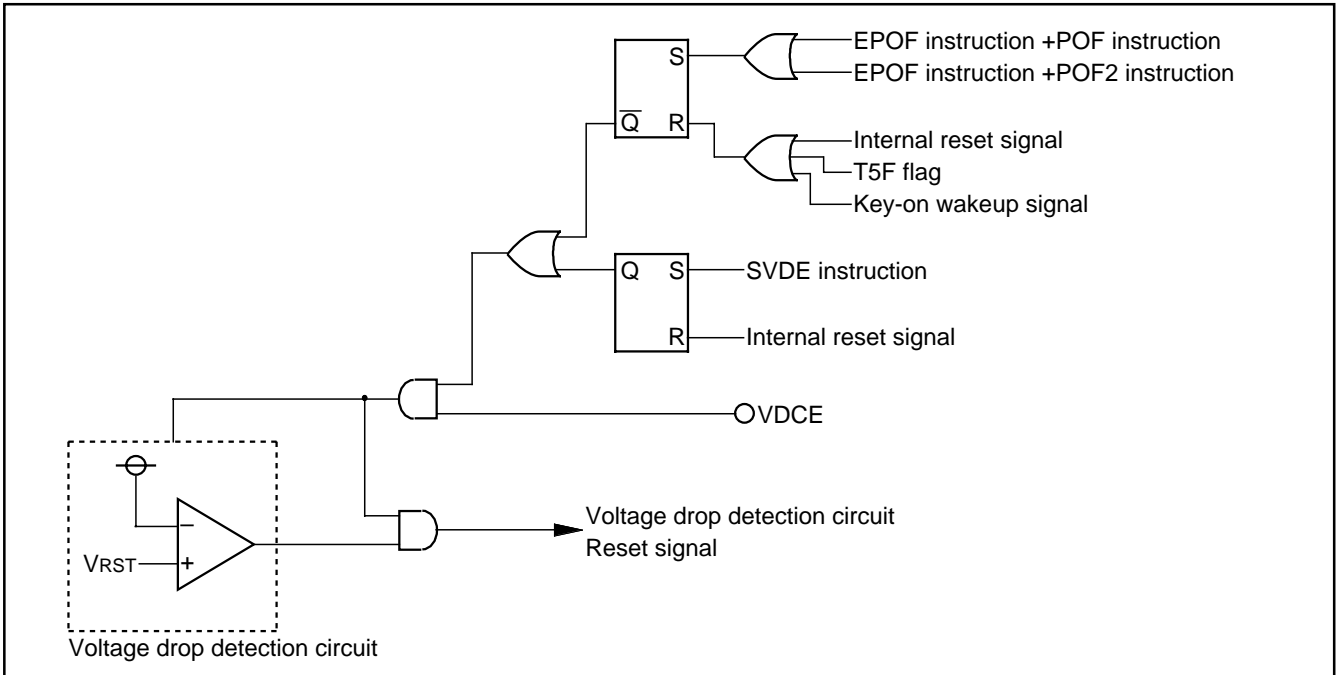 EPOF instruction +POF instruction
S
EPOF instruction +POF2 instruction
Q R
Internal reset signal
T5F flag
Key-on wakeup signal
Q S
SVDE instruction
R
Internal reset signal
VDCE
−
VRST
+
Voltage drop detection circuit
Reset signal
Voltage drop detection circuit